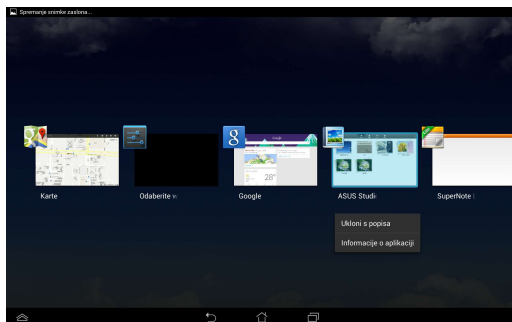 Spremanje snimke zaslona...
Karte
Odaberite
Google
ASUS Studi
SuperNote
Ukloni s popisa
Informacije o aplikaciji